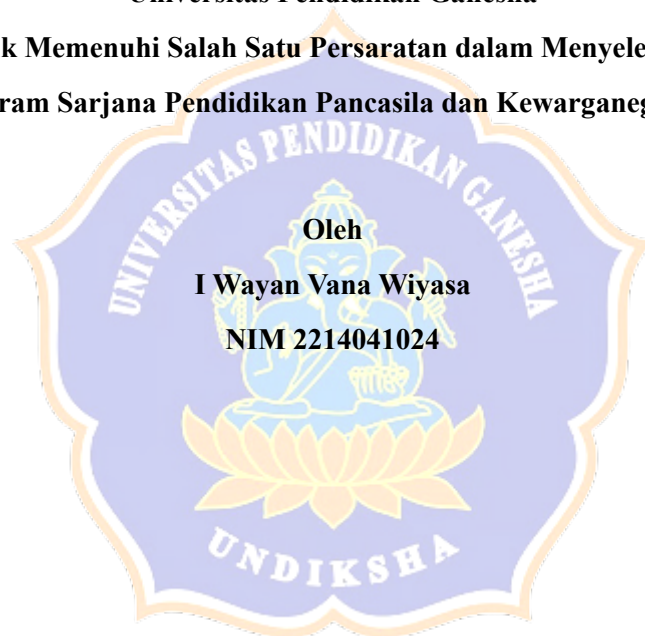 Universitas Pendidikan Ganesha
k Memenuhi Salah Satu Persaratan dalam Menyele
ram Sarjana Pendidikan Pancasila dan Kewarganeg
UNIVERSITAS PENDIDIKAN GANESHA
Oleh
I Wayan Vana Wiyasa
NIM 2214041024
UNDIKSHA